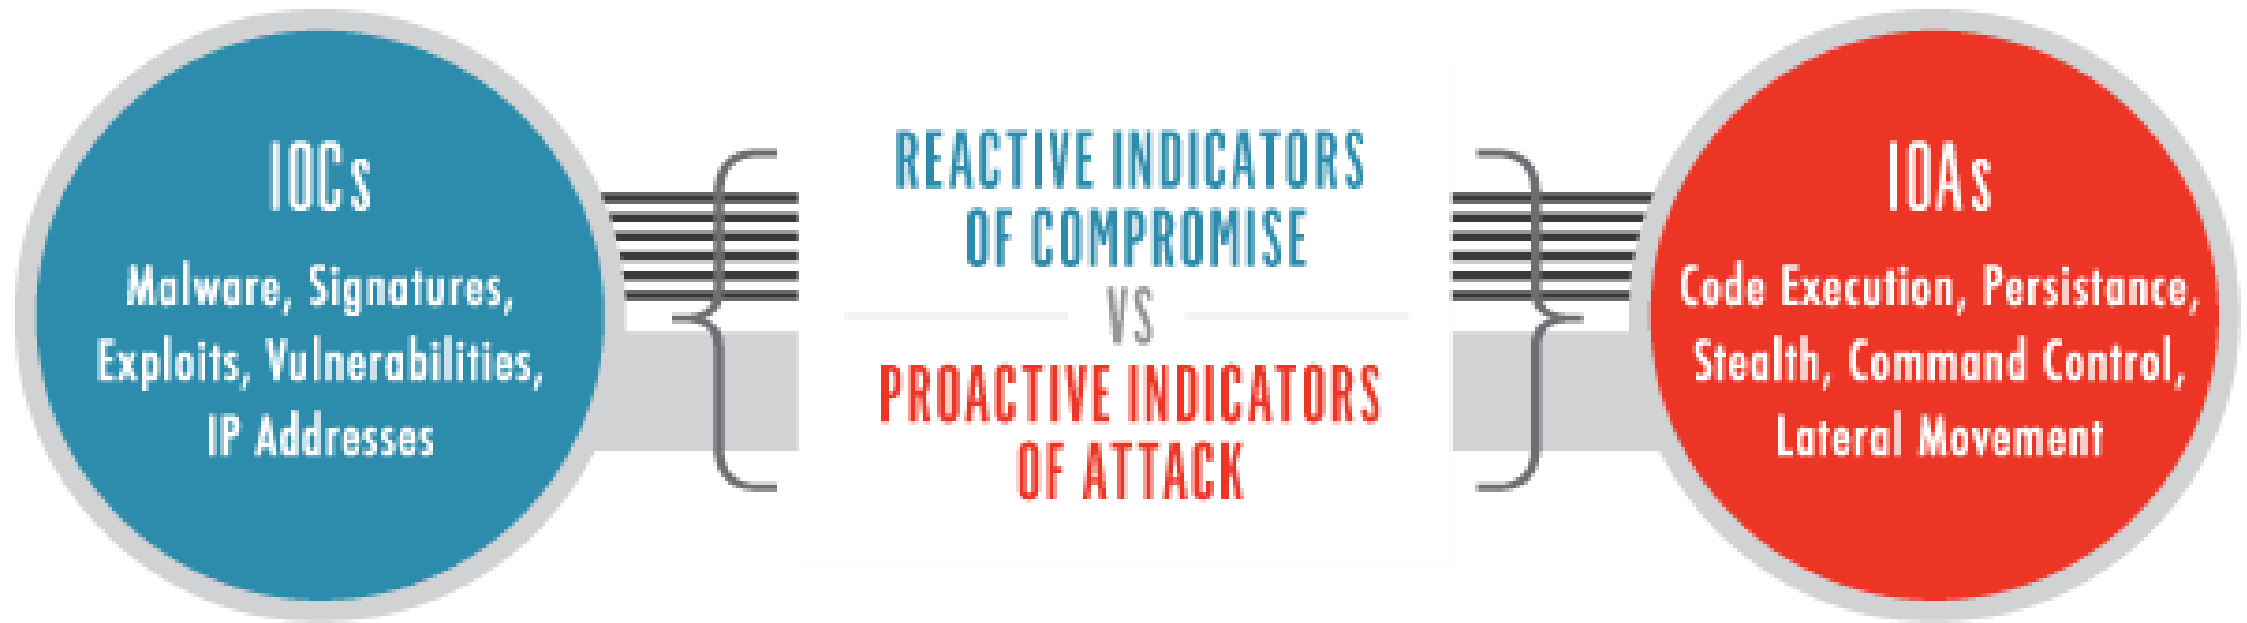 IOCs
Malware, Signatures,
Exploits, Vulnerabilities,
IP Addresses
REACTIVE INDICATORS
OF COMPROMISE
VS
PROACTIVE INDICATORS
OF ATTACK
IOAs
Code Execution, Persistance,
Stealth, Command Control,
Lateral Movement